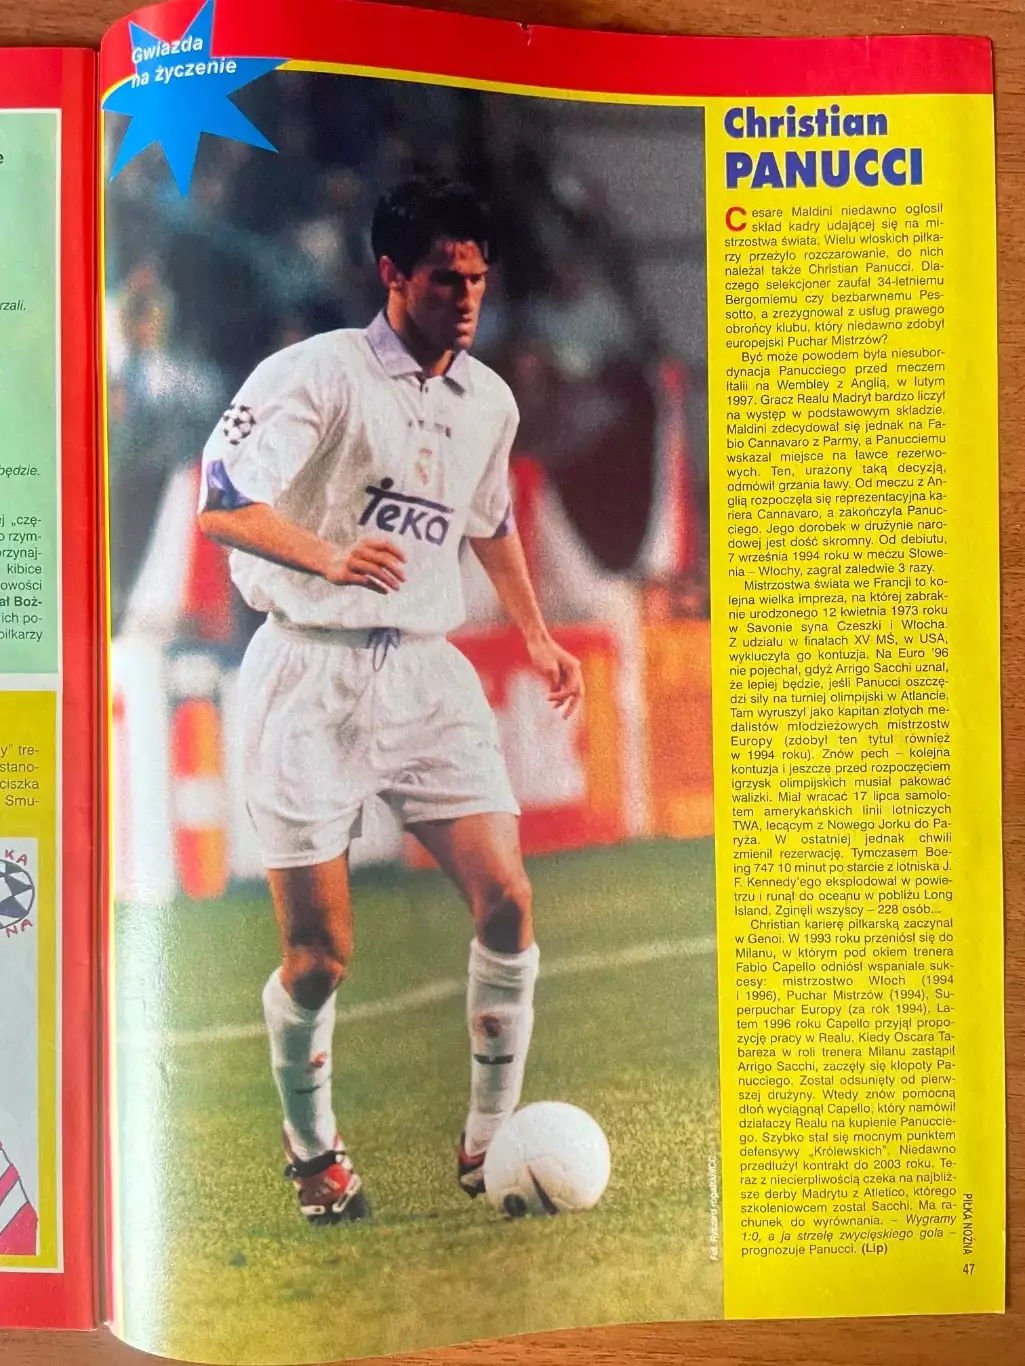 Gwiazda
na życzenie
Christian
PANUCCI
Cesare Maldini niedawno ogłosił
skład kadry udającej się na mi-
strzostwa świata. Wielu włoskich piłka-
rzy przeżyło rozczarowanie, do nich
należał także Christian Panucci. Dla-
czego selekcjoner zaufał 34-letniemu
Bergomiemu czy bezbarwnemu Pes-
sotto, a zrezygnował z usług prawego
obrońcy klubu, który niedawno zdobył
europejski Puchar Mistrzów?
Być może powodem była niesubor-
dynacja Panucciego przed meczem
Italii na Wembley z Anglią, w lutym
1997. Gracz Realu Madryt bardzo liczył
na występ w podstawowym składzie.
Maldini zdecydował się jednak na Fa-
bio Cannavaro z Parmy, a Panucciemu
wskazał miejsce na ławce rezerwo-
wych. Ten, urażony taką decyzją,
odmówił grzania ławy. Od meczu z An-
glią rozpoczęła się reprezentacyjna ka-
riera Cannavaro, a zakończyła Panuc-
ciego. Jego dorobek w drużynie naro-
dowej jest dość skromny. Od debiutu,
7 września 1994 roku w meczu Słowe-
nia – Włochy, zagrał zaledwie 3 razy.
Mistrzostwa świata we Francji to ko-
lejna wielka impreza, na której zabrak-
nie urodzonego 12 kwietnia 1973 roku
w Savonie syna Czeszki i Włocha.
Z udziału w finałach XV MŚ, w USA,
wykluczyła go kontuzja. Na Euro '96
nie pojechał, gdyż Arrigo Sacchi uznał,
że lepiej będzie, jeśli Panucci oszczę-
dzi siły na turniej olimpijski w Atlancie.
Tam wyruszył jako kapitan złotych me-
dalistów młodzieżowych mistrzostw
Europy (zdobył ten tytuł również
w 1994 roku). Znów pech – kolejna
kontuzja i jeszcze przed rozpoczęciem
igrzysk olimpijskich musiał pakować
walizki. Miał wracać 17 lipca samolo-
tem amerykańskich linii lotniczych
TWA, lecącym z Nowego Jorku do Pa-
ryża. W ostatniej jednak chwili
zmienił rezerwację. Tymczasem Boe-
ing 747 10 minut po starcie z lotniska J.
F. Kennedy'ego eksplodował w powie-
trzu i runął do oceanu w pobliżu Long
Island. Zginęli wszyscy – 228 osób...
Christian karierę piłkarską zaczynał
w Genoi. W 1993 roku przeniósł się do
Milanu, w którym pod okiem trenera
Fabio Capello odniósł wspaniałe suk-
cesy: mistrzostwo Włoch (1994
i 1996), Puchar Mistrzów (1994), Su-
perpuchar Europy (za rok 1994). La-
tem 1996 roku Capello przyjął propo-
zycję pracy w Realu. Kiedy Oscara Ta-
bareza w roli trenera Milanu zastąpił
Arrigo Sacchi, zaczęły się kłopoty Pa-
nucciego. Został odsunięty od pierw-
szej drużyny. Wtedy znów pomocną
dłoń wyciągnął Capello, który namówił
działaczy Realu na kupienie Panuccie-
go. Szybko stał się mocnym punktem
defensywy „Królewskich". Niedawno
przedłużył kontrakt do 2003 roku. Te-
raz z niecierpliwością czeka na najbliż-
sze derby Madrytu z Atletico, którego
szkoleniowcem został Sacchi. Ma ra-
chunek do wyrównania. – Wygramy
1:0, a ja strzelę zwycięskiego gola –
prognozuje Panucci. (Lip)
PIŁKA NOŻNA
47
Teka
rzali.
będzie.
ej „czę-
o rzym-
przynaj-
kibice
owości
ał Boż-
ich po-
piłkarzy
y" tre-
stano-
ciszka
Smu-
KA
NA